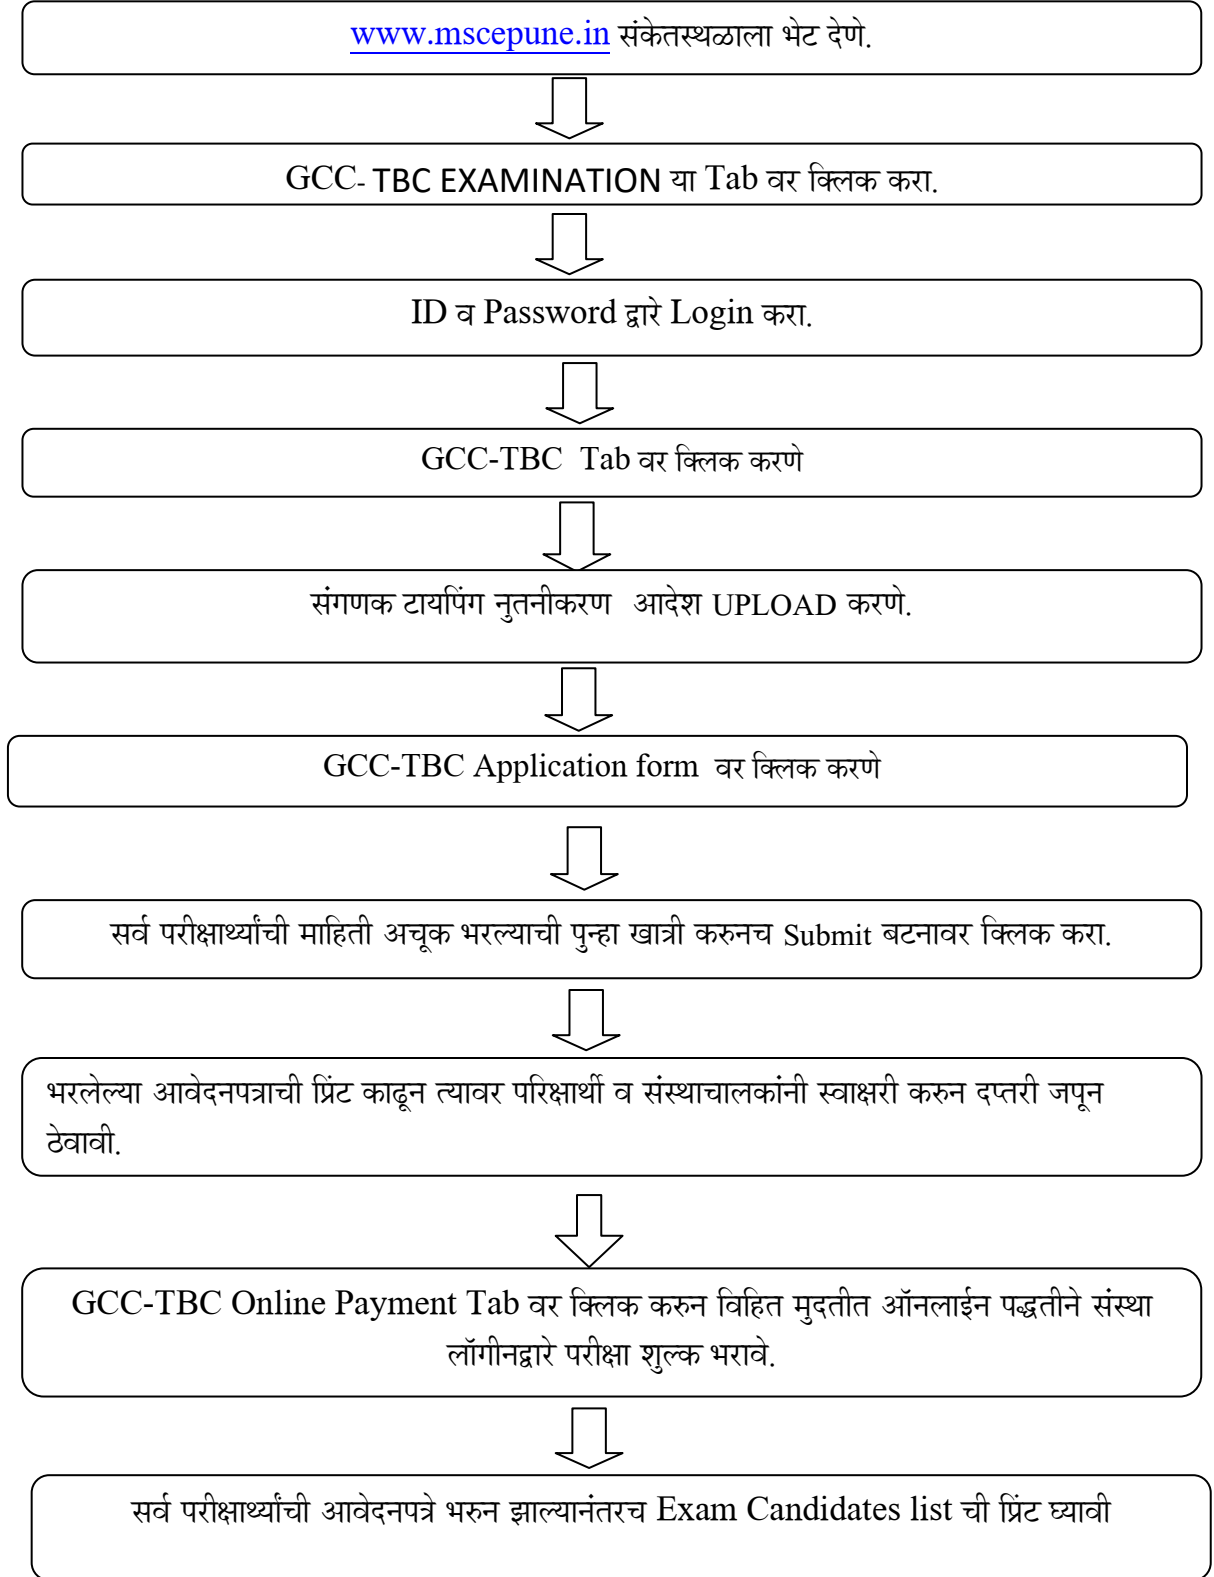 www.mscepune.in संकेतस्थळाला भेट देणे.
GCC- TBC EXAMINATION या Tab वर क्लिक करा.
ID व Password द्वारे Login करा.
GCC-TBC Tab वर क्लिक करणे
संगणक टायपिंग नुतनीकरण आदेश UPLOAD करणे.
GCC-TBC Application form वर क्लिक करणे
सर्व परीक्षार्थ्यांची माहिती अचूक भरल्याची पुन्हा खात्री करुनच Submit बटनावर क्लिक करा.
भरलेल्या आवेदनपत्राची प्रिंट काढून त्यावर परिक्षार्थी व संस्थाचालकांनी स्वाक्षरी करुन दप्तरी जपून
ठेवावी.
GCC-TBC Online Payment Tab वर क्लिक करुन विहित मुदतीत ऑनलाईन पद्धतीने संस्था
लॉगीनद्वारे परीक्षा शुल्क भरावे.
सर्व परीक्षार्थ्यांची आवेदनपत्रे भरुन झाल्यानंतरच Exam Candidates list ची प्रिंट घ्यावी